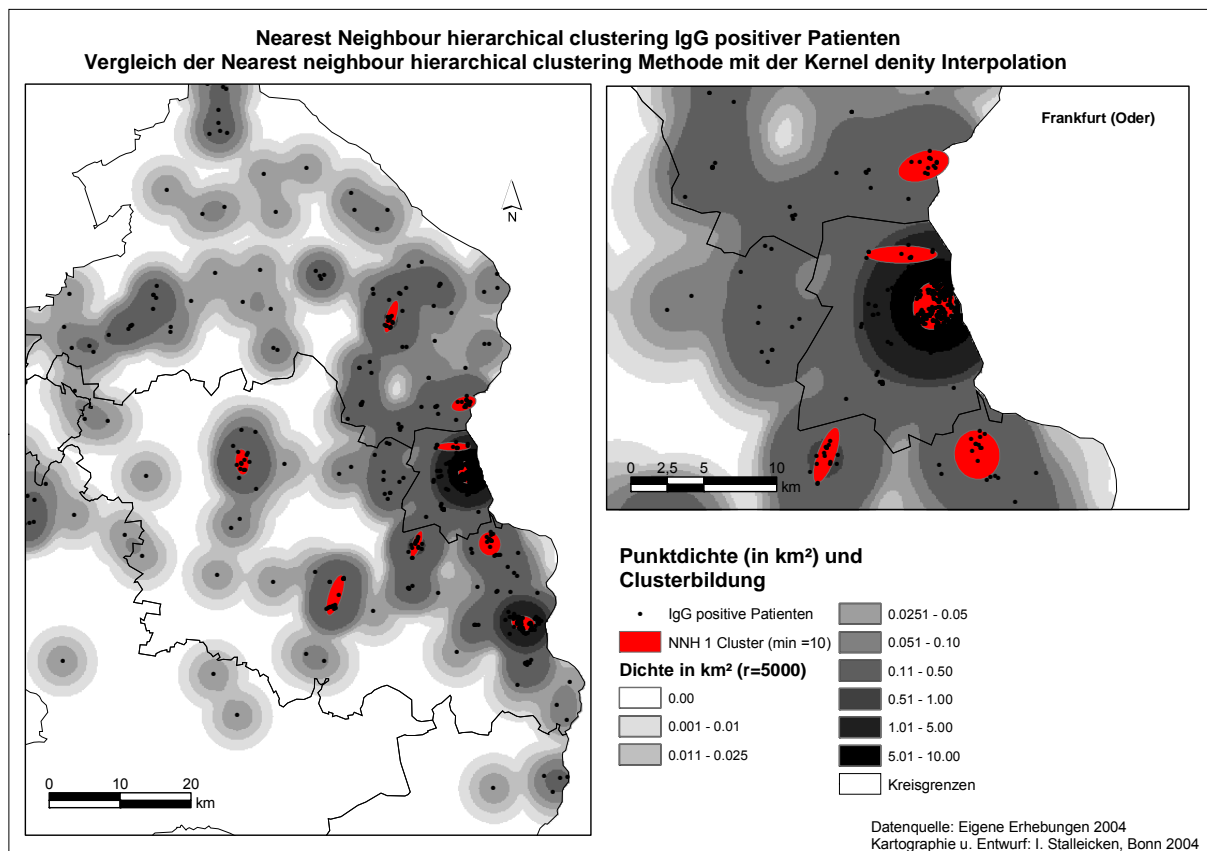 Nearest Neighbour hierarchical clustering IgG positiver Patienten
Vergleich der Nearest neighbour hierarchical clustering Methode mit der Kernel denity Interpolation
N
0 10 20
km
Frankfurt (Oder)
0 2,5 5 10
km
Punktdichte (in km²) und
Clusterbildung
IgG positive Patienten
NNH 1 Cluster (min =10)
Dichte in km² (r=5000)
0.00
0.001 - 0.01
0.011 - 0.025
0.0251 - 0.05
0.051 - 0.10
0.11 - 0.50
0.51 - 1.00
1.01 - 5.00
5.01 - 10.00
Kreisgrenzen
Datenquelle: Eigene Erhebungen 2004
Kartographie u. Entwurf: I. Stalleicken, Bonn 2004